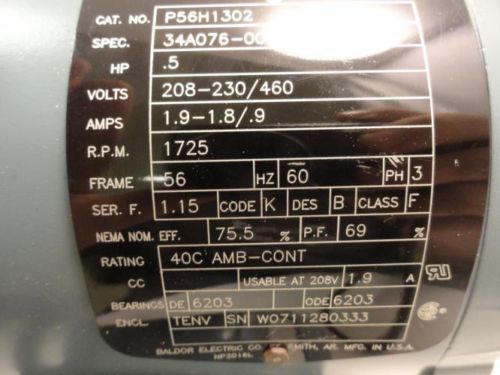 CAT. NO. P56H1302
SPEC. 34A076-00
HP .5
VOLTS 208-230/460
AMPS 1.9-1.8/.9
R.P.M. 1725
FRAME 56 HZ 60 PH 3
SER. F. 1.15 CODE K DES B CLASS F
NEMA NOM. EFF. 75.5 % P.F. 69 %
RATING 40C AMB-CONT
CC USABLE AT 208V 1.9 A
BEARINGS DE 6203 ODE 6203
ENCL. TENV SN W0711280333
BALDOR ELECTRIC CO. SMITH, AR. MFG. IN U.S.A.
NP2016L